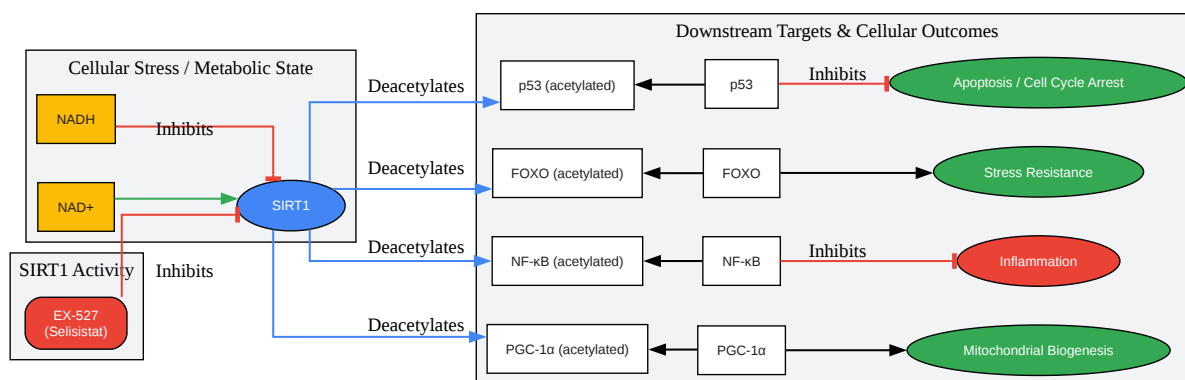 Downstream Targets & Cellular Outcomes
Cellular Stress / Metabolic State
NADH
Inhibits
NAD+
SIRT1
SIRT1 Activity
Inhibits
EX-527
(Selisistat)
Deacetylates
p53 (acetylated)
p53
Inhibits
Apoptosis / Cell Cycle Arrest
Deacetylates
FOXO (acetylated)
FOXO
Stress Resistance
Deacetylates
NF-κB (acetylated)
NF-κB
Inhibits
Inflammation
Deacetylates
PGC-1α (acetylated)
PGC-1α
Mitochondrial Biogenesis